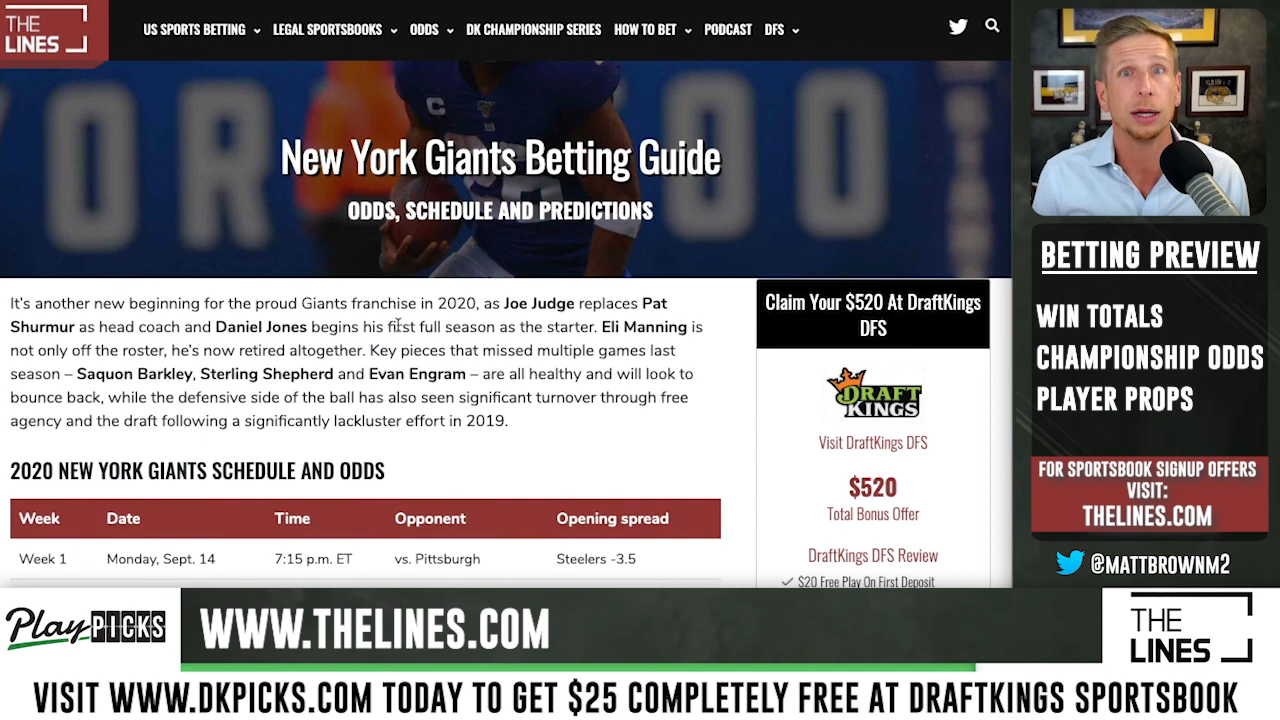 THE
LINES
US SPORTS BETTING
LEGAL SPORTSBOOKS
ODDS
DK CHAMPIONSHIP SERIES
HOW TO BET
PODCAST
DFS
New York Giants Betting Guide
ODDS, SCHEDULE AND PREDICTIONS
It's another new beginning for the proud Giants franchise in 2020, as Joe Judge replaces Pat
Shurmur as head coach and Daniel Jones begins his first full season as the starter. Eli Manning is
not only off the roster, he's now retired altogether. Key pieces that missed multiple games last
season – Saquon Barkley, Sterling Shepherd and Evan Engram – are all healthy and will look to
bounce back, while the defensive side of the ball has also seen significant turnover through free
agency and the draft following a significantly lackluster effort in 2019.
2020 NEW YORK GIANTS SCHEDULE AND ODDS
Week Date Time Opponent Opening spread
Week 1 Monday, Sept. 14 7:15 p.m. ET vs. Pittsburgh Steelers -3.5
Claim Your $520 At DraftKings
DFS
DRAFT
KINGS
Visit DraftKings DFS
$520
Total Bonus Offer
DraftKings DFS Review
$20 Free Play On First Deposit
BETTING PREVIEW
WIN TOTALS
CHAMPIONSHIP ODDS
PLAYER PROPS
FOR SPORTSBOOK SIGNUP OFFERS
VISIT:
THELINES.COM
@MATTBROWNM2
Play PICKS
WWW.THELINES.COM
THE
LINES
VISIT WWW.DKPICKS.COM TODAY TO GET $25 COMPLETELY FREE AT DRAFTKINGS SPORTSBOOK